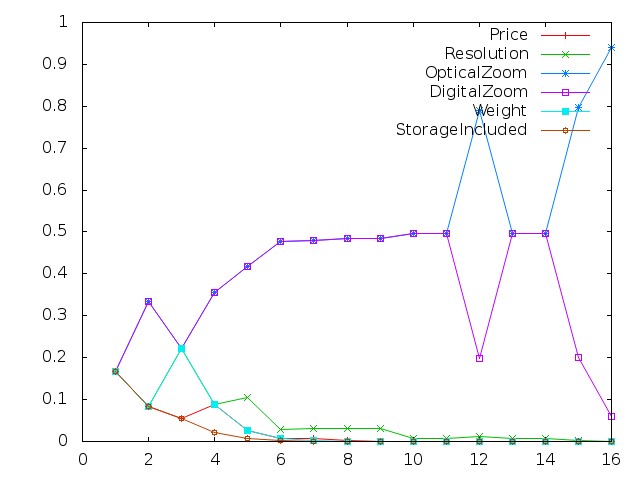 1
0.9
0.8
0.7
0.6
0.5
0.4
0.3
0.2
0.1
0
0 2 4 6 8 10 12 14 16
Price
Resolution
OpticalZoom
DigitalZoom
Weight
StorageIncluded